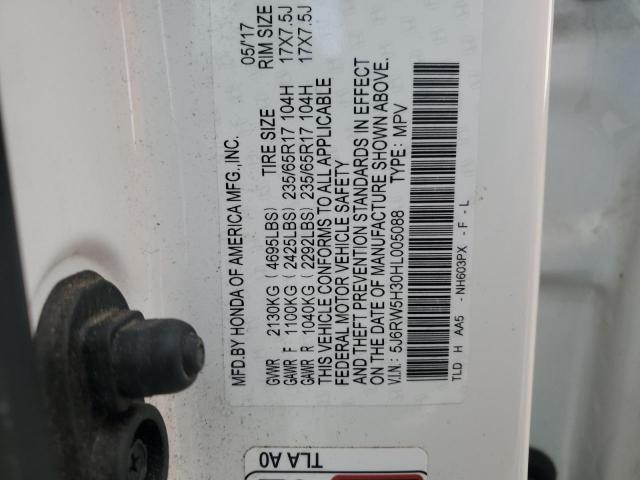 MFD.BY HONDA OF AMERICA MFG.,INC. 05/17
GVWR 2130KG (4695LBS) TIRE SIZE RIM SIZE
GAWR F 1100KG (2425LBS) 235/65R17 104H 17X7.5J
GAWR R 1040KG (2292LBS) 235/65R17 104H 17X7.5J
THIS VEHICLE CONFORMS TO ALL APPLICABLE
FEDERAL MOTOR VEHICLE SAFETY
AND THEFT PREVENTION STANDARDS IN EFFECT
ON THE DATE OF MANUFACTURE SHOWN ABOVE.
V.I.N.: 5J6RW5H30HL005088 TYPE: MPV
TLD H AA5 -NH603PX -F -L
TLA A0